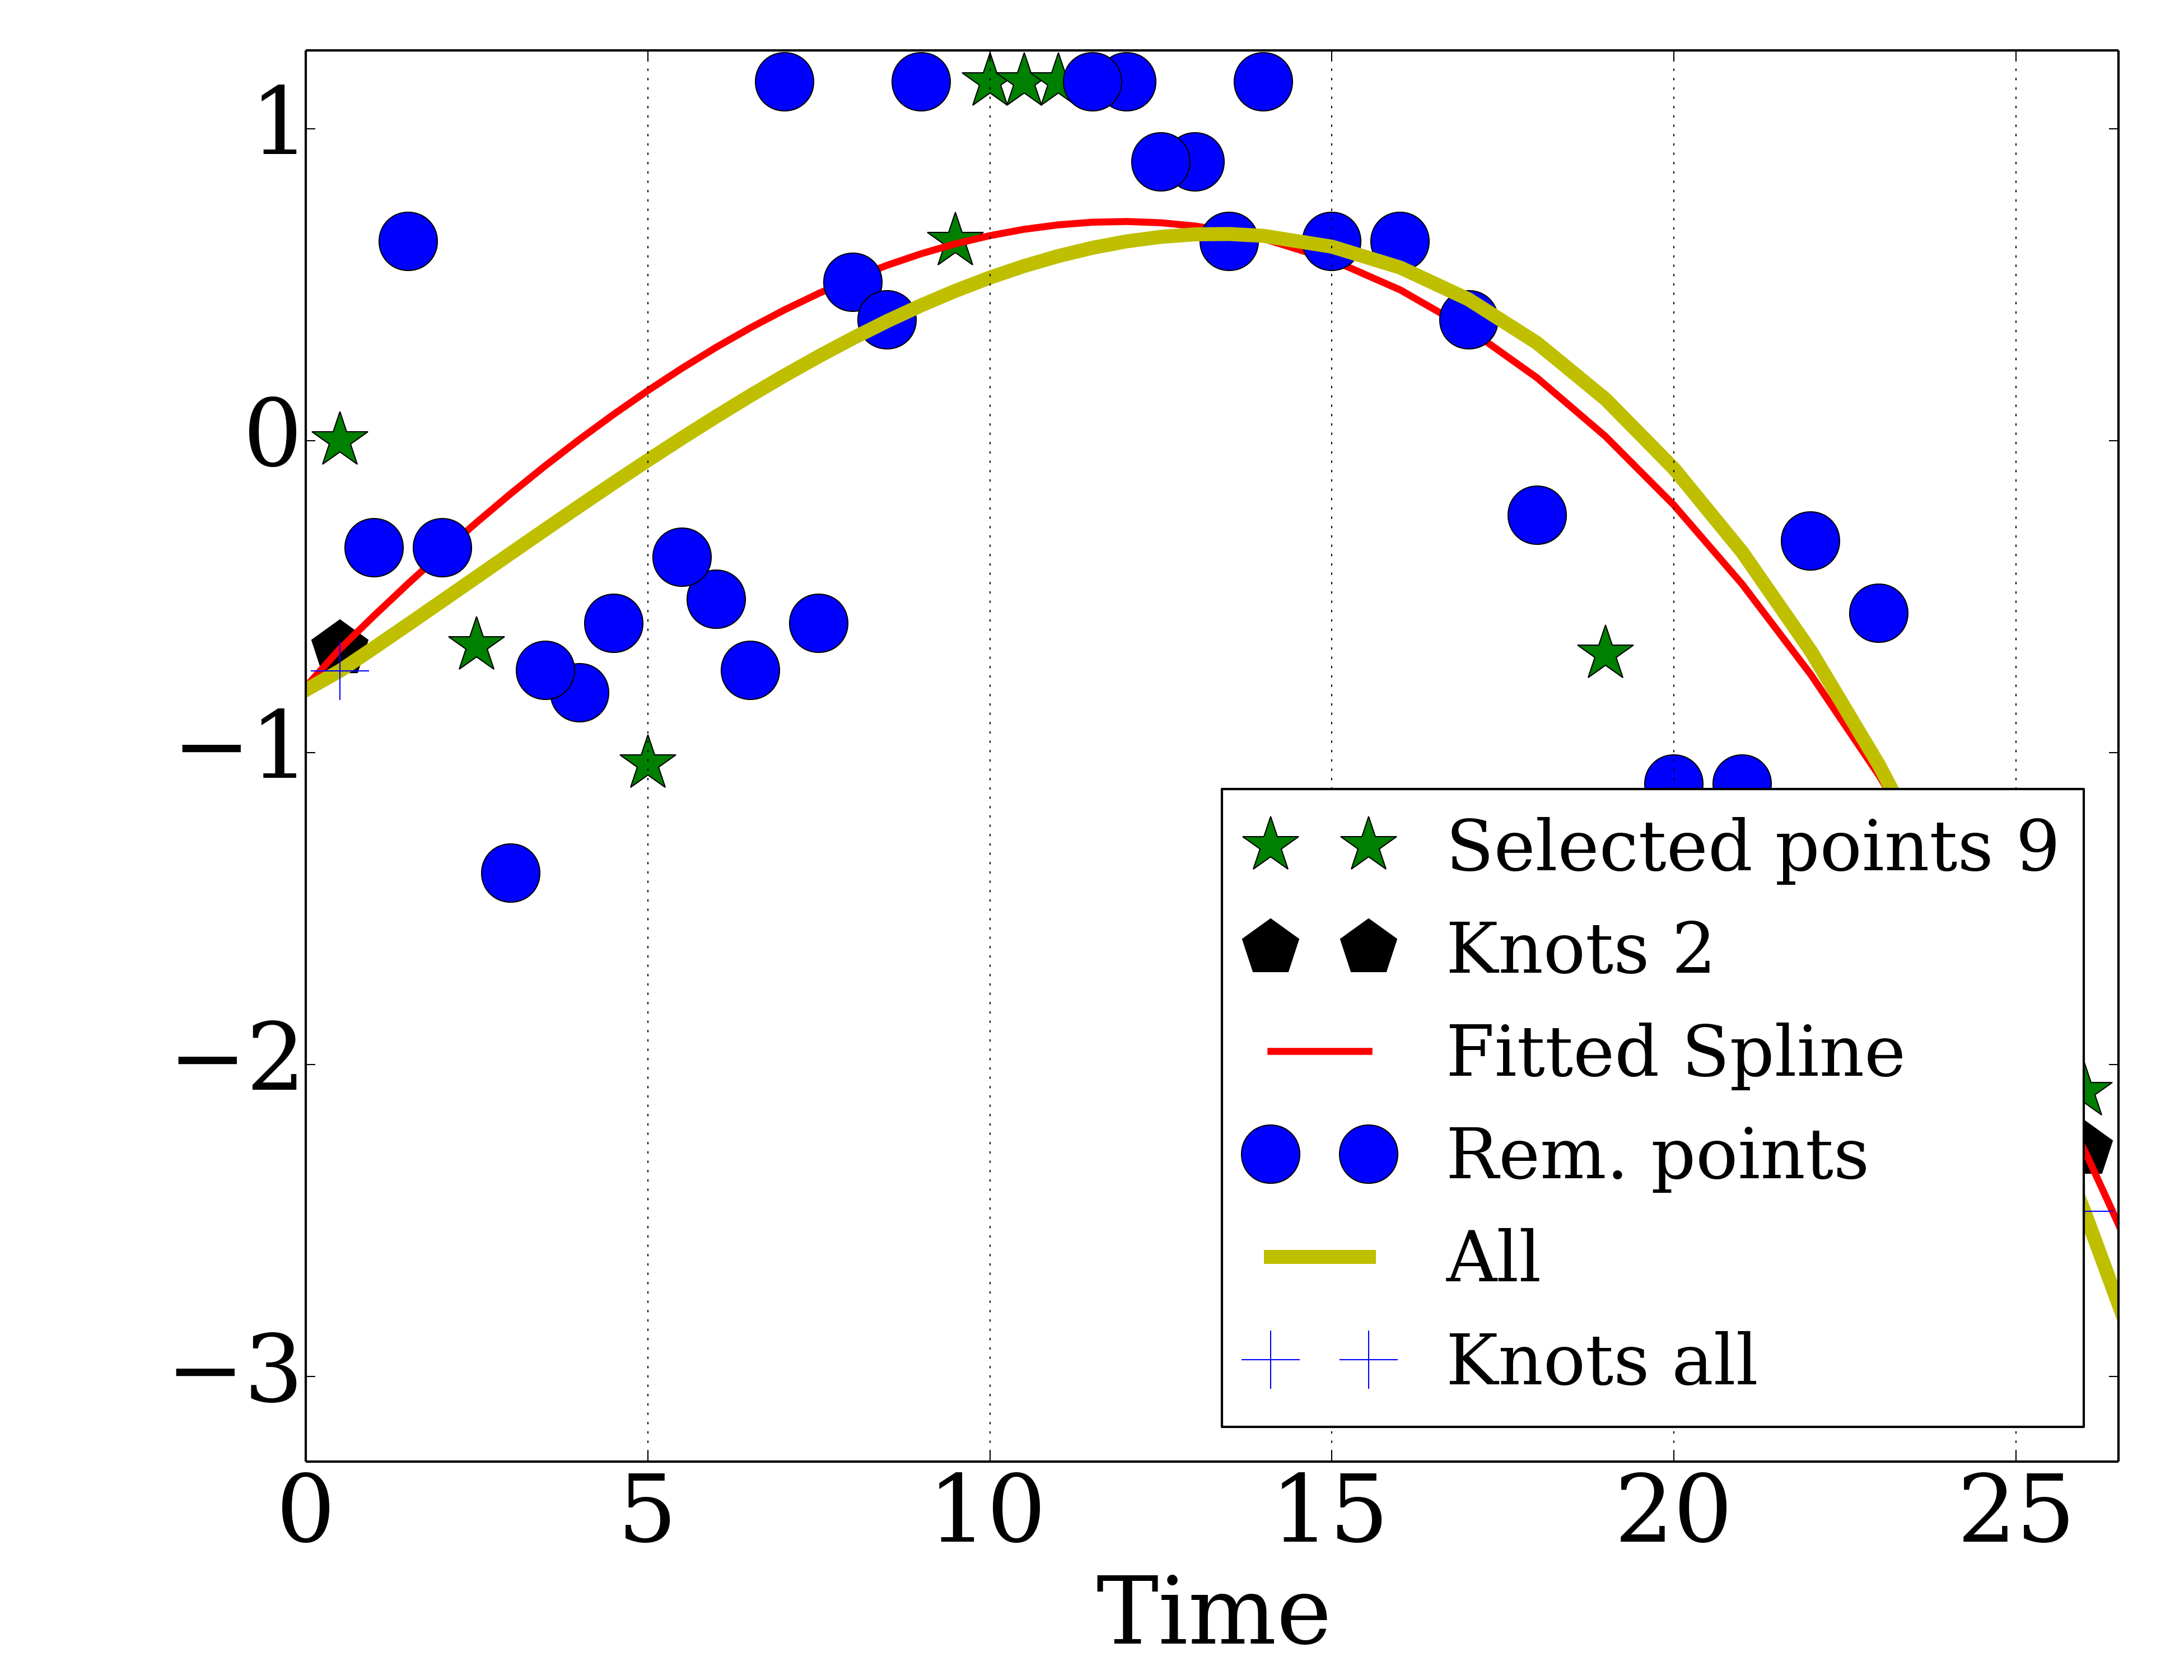 1
0
−1
−2
−3
Selected points 9
Knots 2
Fitted Spline
Rem. points
All
Knots all
0 5 10 15 20 25
Time